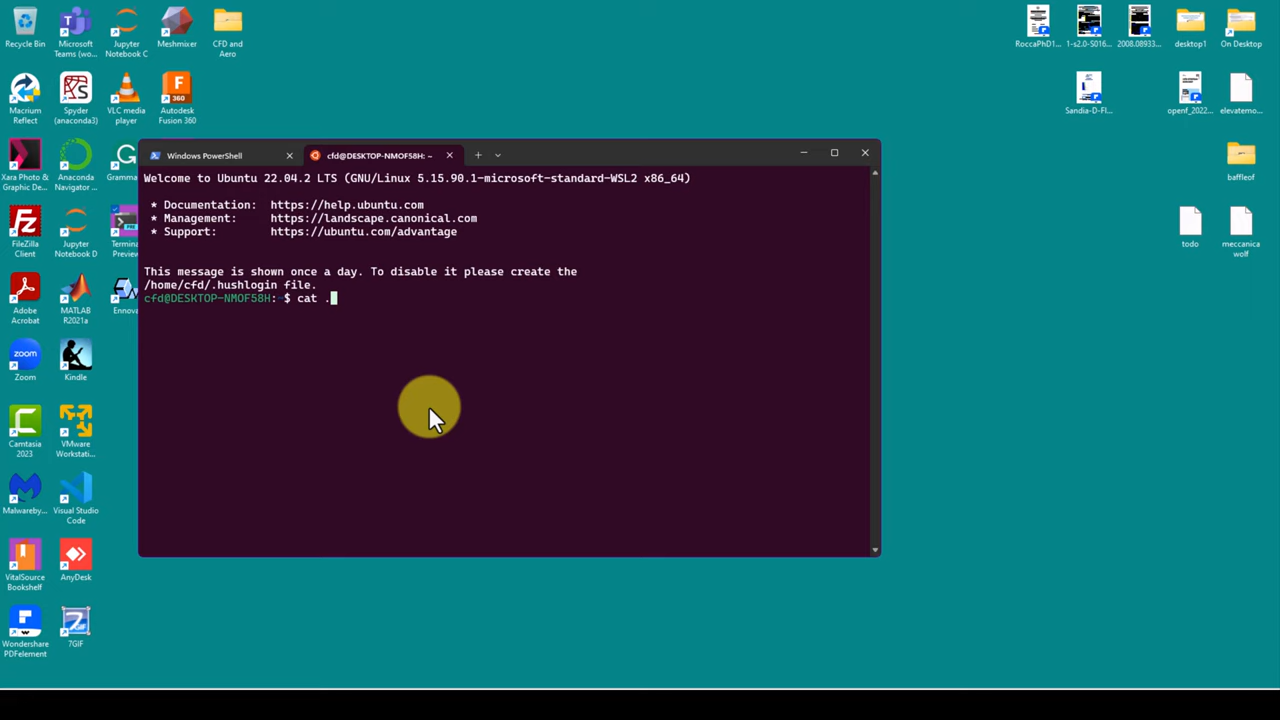 Recycle Bin
Microsoft
Teams (wo...
Jupyter
Notebook C
Meshmixer
CFD and
Aero
RoccaPhD1...
1-s2.0-S016...
2008.08933...
desktop1
On Desktop
Macrium
Reflect
Spyder
(anaconda3)
VLC media
player
Autodesk
Fusion 360
Sandia-D-Fl...
openf_2022...
elevatemo...
Xara Photo &
Graphic De...
Anaconda
Navigator ...
Gramma
baffleof
FileZilla
Client
Jupyter
Notebook D
Termin
Preview
todo
meccanica
wolf
Adobe
Acrobat
MATLAB
R2021a
Ennova
Zoom
Kindle
Camtasia
2023
VMware
Workstati...
Malwareby...
Visual Studio
Code
VitalSource
Bookshelf
AnyDesk
Wondershare
PDFelement
7GIF
Windows PowerShell
cfd@DESKTOP-NMOF58H: ~
Welcome to Ubuntu 22.04.2 LTS (GNU/Linux 5.15.90.1-microsoft-standard-WSL2 x86_64)
* Documentation: https://help.ubuntu.com
* Management: https://landscape.canonical.com
* Support: https://ubuntu.com/advantage
This message is shown once a day. To disable it please create the
/home/cfd/.hushlogin file.
cfd@DESKTOP-NMOF58H:~$ cat .